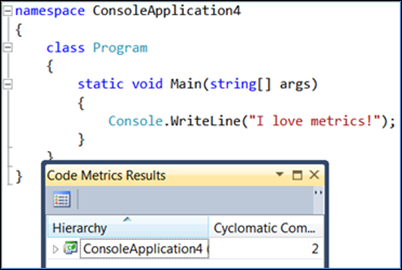 namespace ConsoleApplication4
{
class Program
{
static void Main(string[] args)
{
Console.WriteLine("I love metrics!");
}
}
}
Code Metrics Results
Hierarchy Cyclomatic Com...
ConsoleApplication4 ( 2